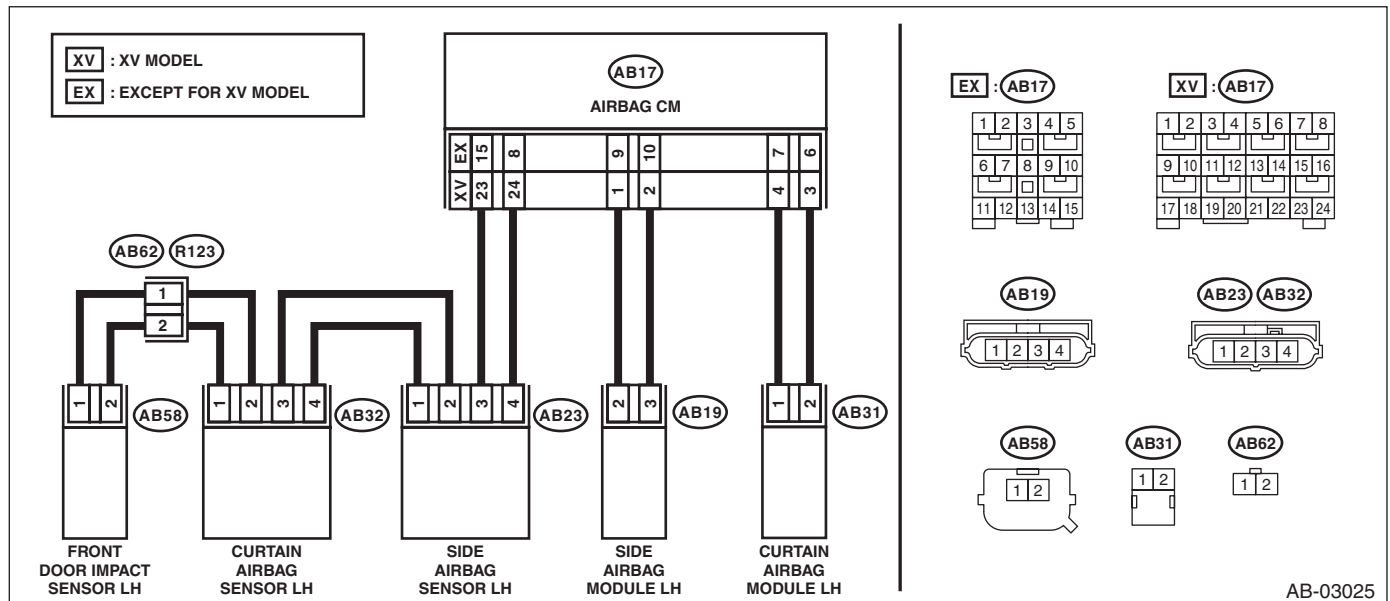 XV : XV MODEL
EX : EXCEPT FOR XV MODEL
AB17
AIRBAG CM
EX 15 8 9 10 7 6
XV 23 24 1 2 4 3
AB62 R123
1
2
1 2 AB58
1 2 3 4 AB32
1 2 3 4 AB23
2 3 AB19
1 2 AB31
FRONT
DOOR IMPACT
SENSOR LH
CURTAIN
AIRBAG
SENSOR LH
SIDE
AIRBAG
SENSOR LH
SIDE
AIRBAG
MODULE LH
CURTAIN
AIRBAG
MODULE LH
EX : AB17
1 2 3 4 5
6 7 8 9 10
11 12 13 14 15
XV : AB17
1 2 3 4 5 6 7 8
9 10 11 12 13 14 15 16
17 18 19 20 21 22 23 24
AB19
1 2 3 4
AB23 AB32
1 2 3 4
AB58
1 2
AB31
1 2
AB62
1 2
AB-03025